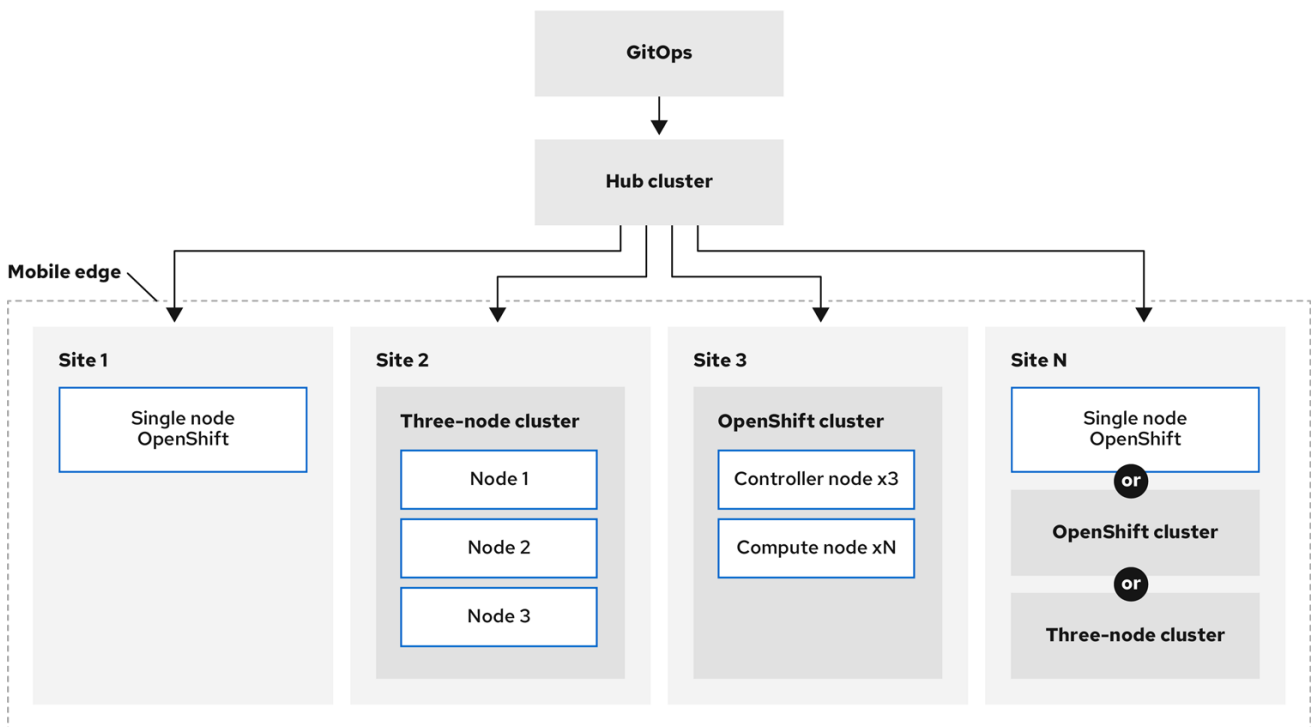 GitOps
Hub cluster
Mobile edge
Site 1
Single node
OpenShift
Site 2
Three-node cluster
Node 1
Node 2
Node 3
Site 3
OpenShift cluster
Controller node x3
Compute node xN
Site N
Single node
OpenShift
or
OpenShift cluster
or
Three-node cluster